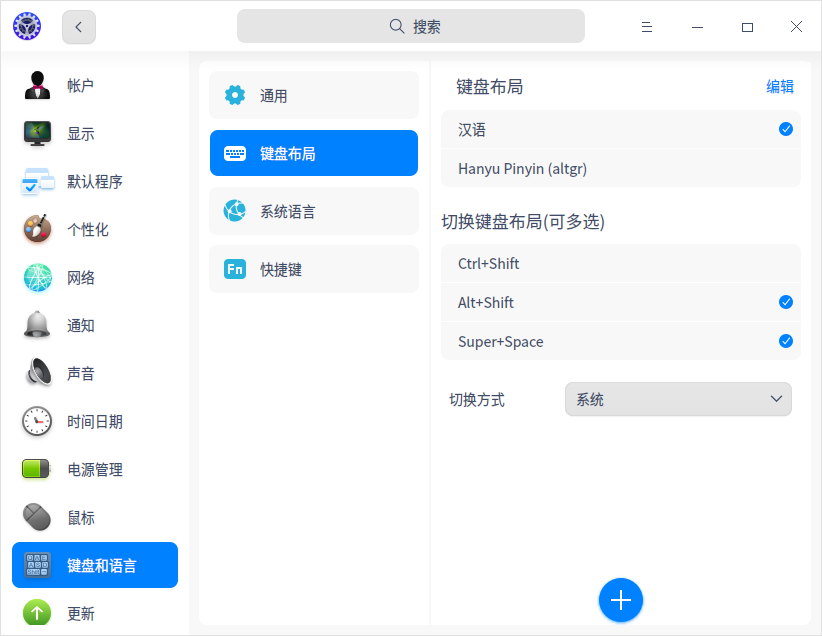 搜索
帐户
显示
默认程序
个性化
网络
通知
声音
时间日期
电源管理
鼠标
键盘和语言
更新
通用
键盘布局
系统语言
Fn 快捷键
键盘布局 编辑
汉语
Hanyu Pinyin (altgr)
切换键盘布局(可多选)
Ctrl+Shift
Alt+Shift
Super+Space
切换方式 系统